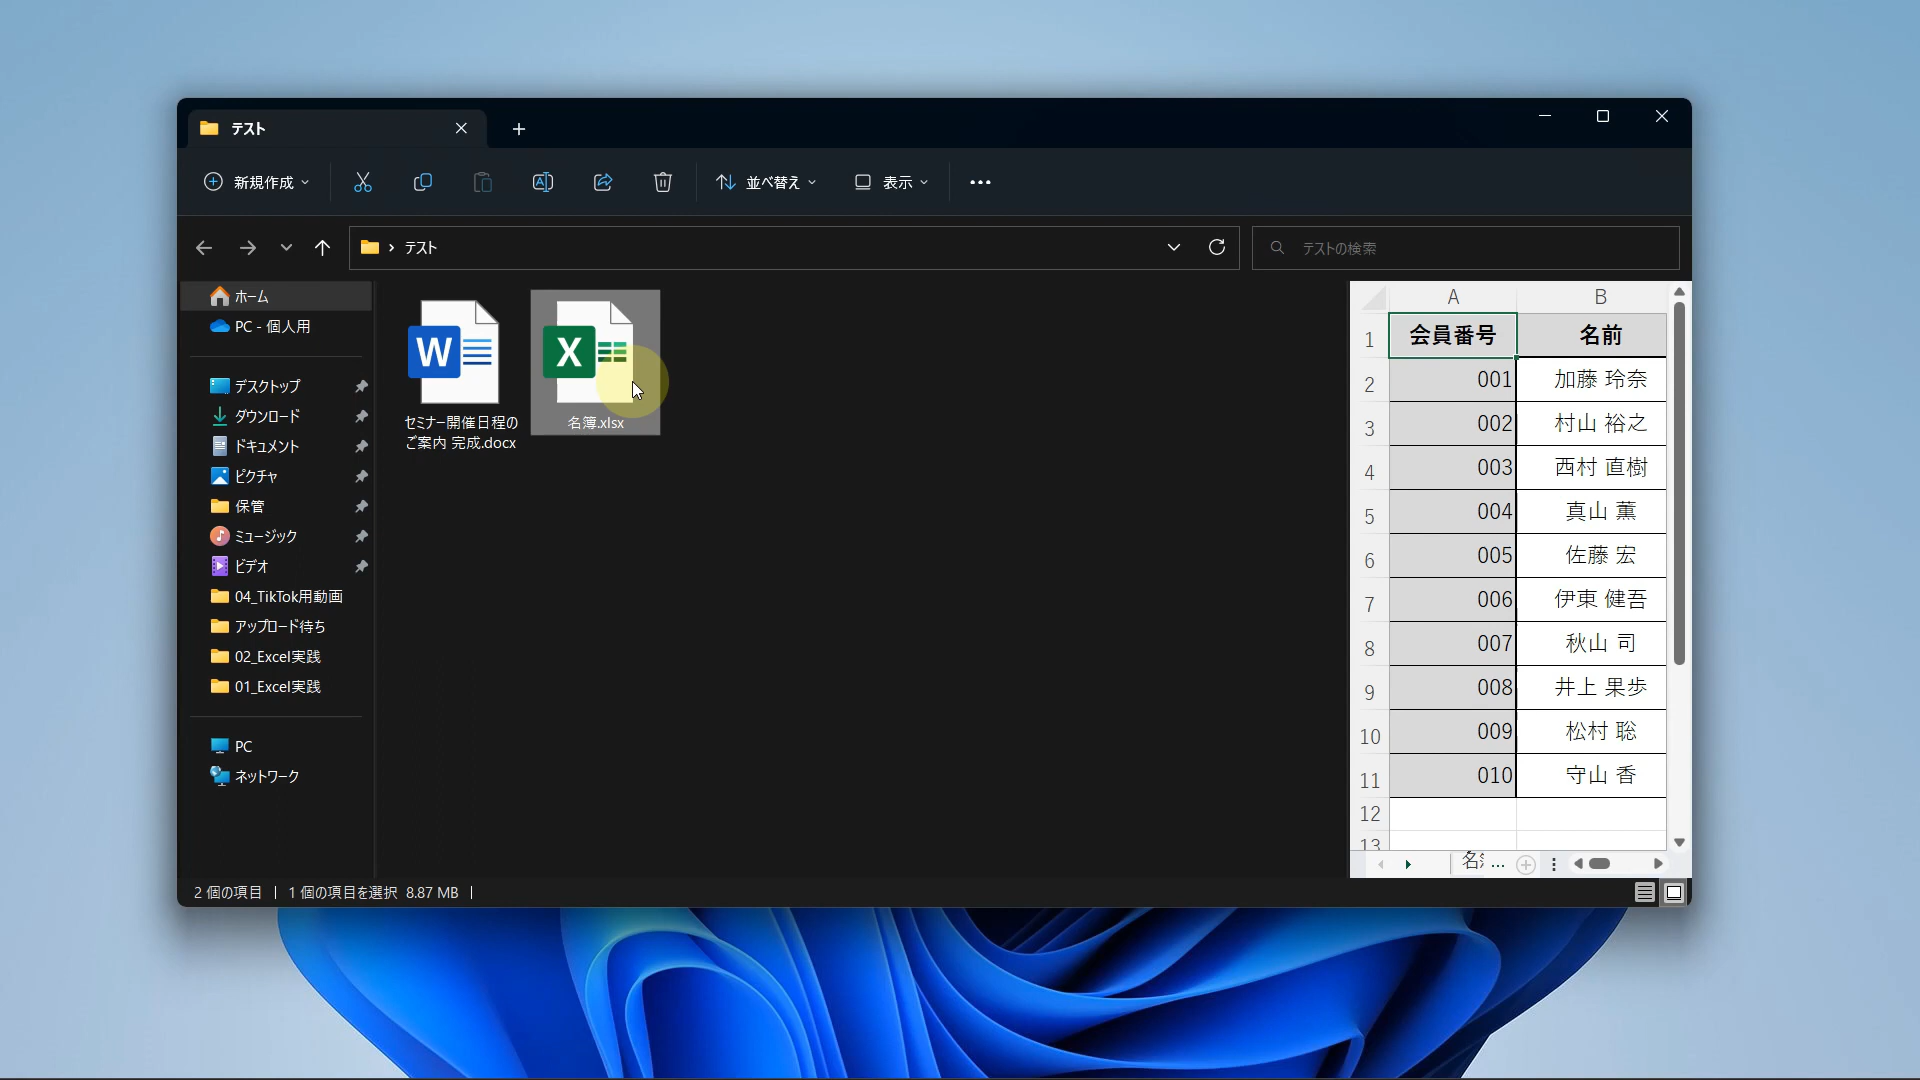 テスト
新規作成
並べ替え
表示
テスト
テストの検索
ホーム
PC - 個人用
デスクトップ
ダウンロード
ドキュメント
ピクチャ
保管
ミュージック
ビデオ
04_TikTok用動画
アップロード待ち
02_Excel実践
01_Excel実践
PC
ネットワーク
W
セミナー開催日程の
ご案内 完成.docx
X
名簿.xlsx
A B
1 会員番号 名前
2 001 加藤 玲奈
3 002 村山 裕之
4 003 西村 直樹
5 004 真山 薫
6 005 佐藤 宏
7 006 伊東 健吾
8 007 秋山 司
9 008 井上 果歩
10 009 松村 聡
11 010 守山 香
12
13
名 ...
2 個の項目 1 個の項目を選択 8.87 MB